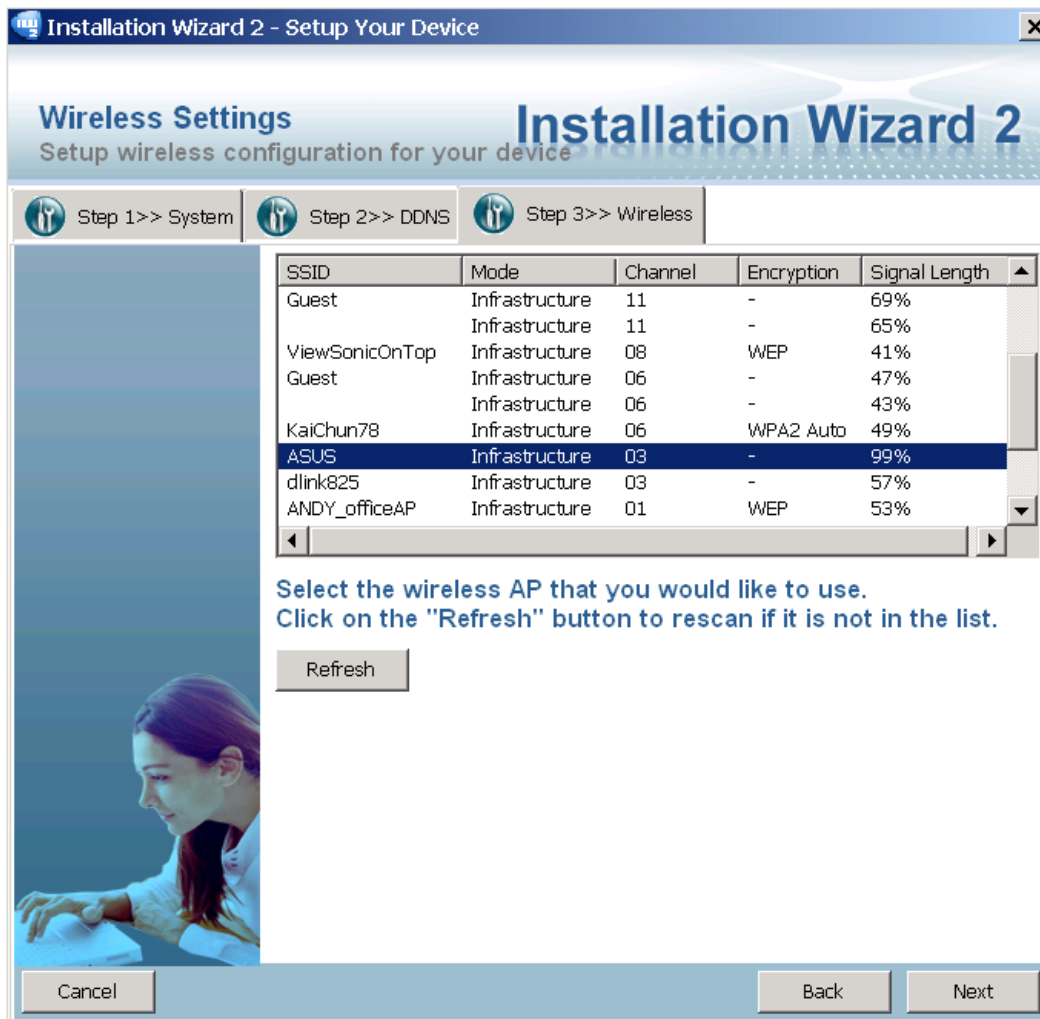 Installation Wizard 2 - Setup Your Device
Wireless Settings
Installation Wizard 2
Setup wireless configuration for your device
Step 1>> System Step 2>> DDNS Step 3>> Wireless
SSID Mode Channel Encryption Signal Length
Guest Infrastructure 11 - 69%
Infrastructure 11 - 65%
ViewSonicOnTop Infrastructure 08 WEP 41%
Guest Infrastructure 06 - 47%
Infrastructure 06 - 43%
KaiChun78 Infrastructure 06 WPA2 Auto 49%
ASUS Infrastructure 03 - 99%
dlink825 Infrastructure 03 - 57%
ANDY_officeAP Infrastructure 01 WEP 53%
Select the wireless AP that you would like to use.
Click on the "Refresh" button to rescan if it is not in the list.
Refresh
Cancel Back Next